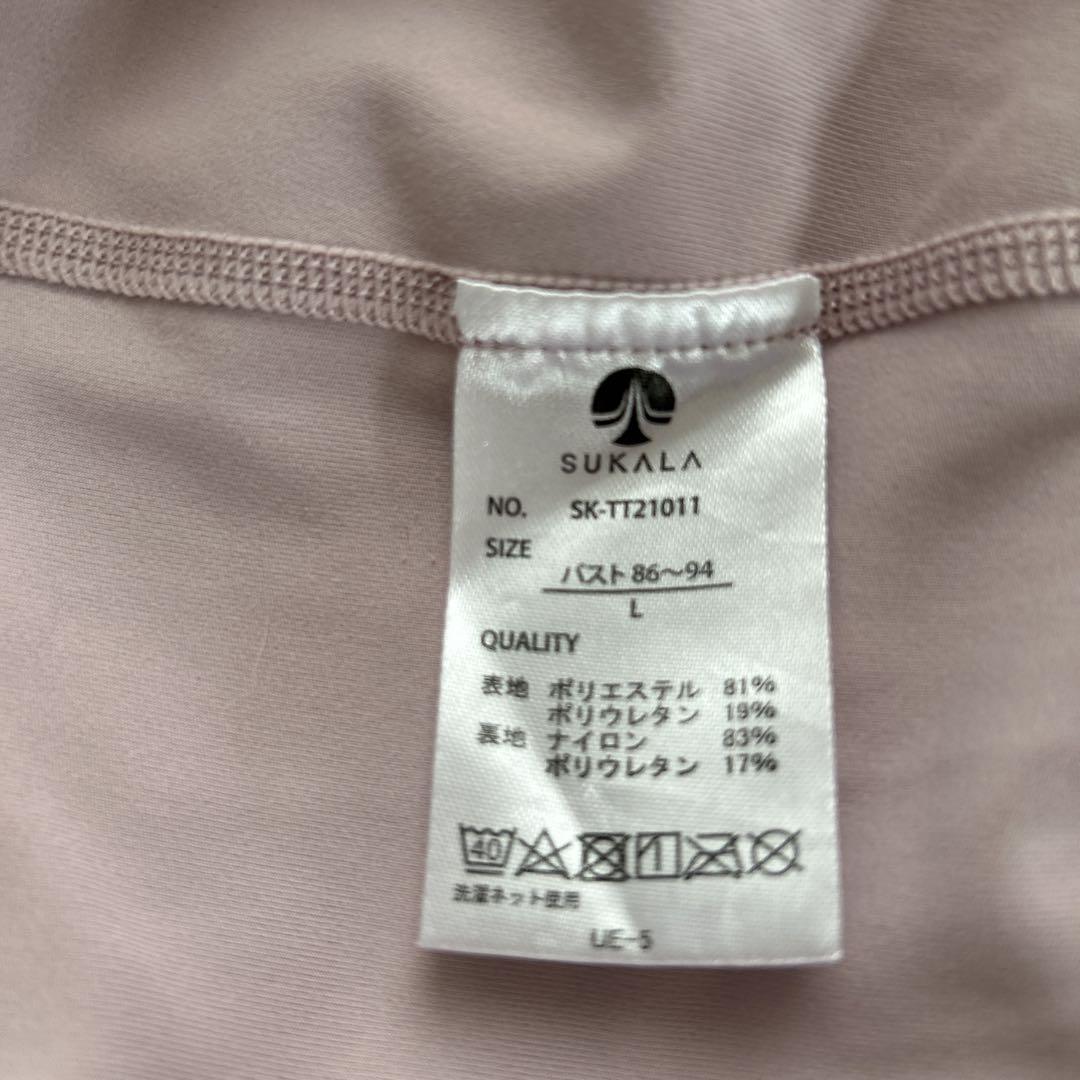 SUKALA
NO. SK-TT21011
SIZE
バスト 86〜94
L
QUALITY
表地 ポリエステル 81%
ポリウレタン 19%
裏地 ナイロン 83%
ポリウレタン 17%
40
洗濯ネット使用
UE-5